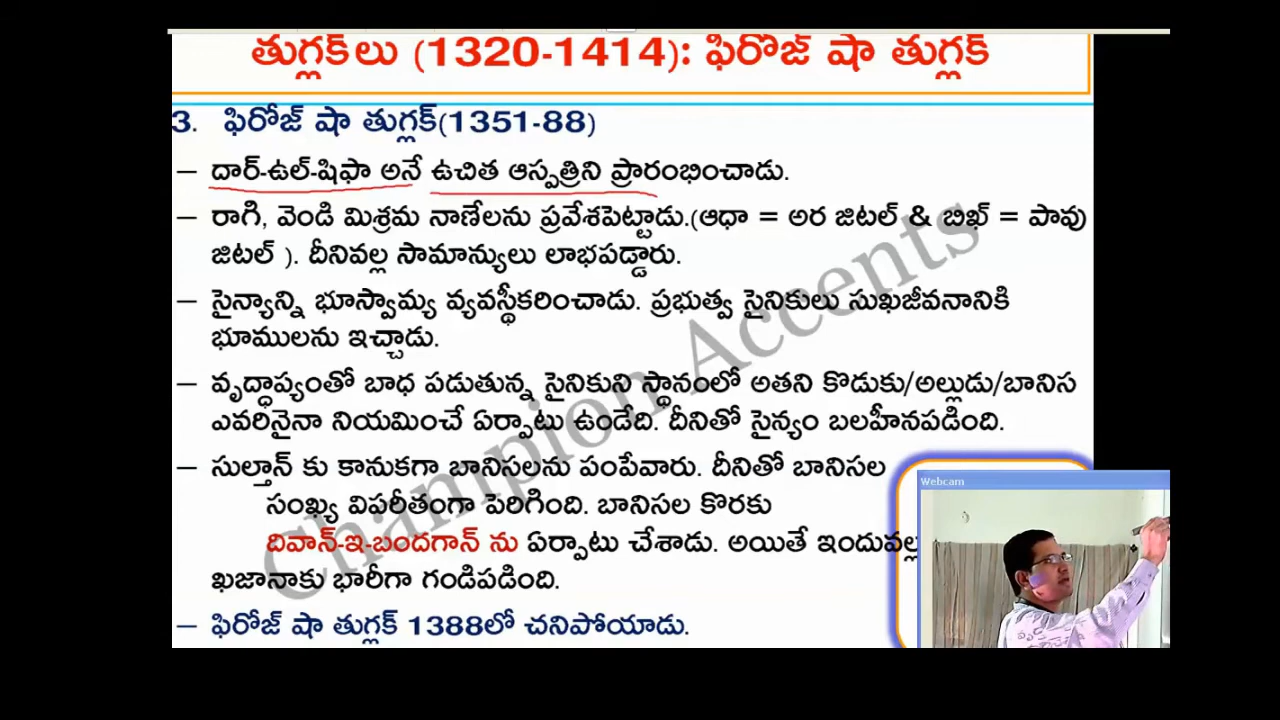 తుగ్లక్‌లు (1320-1414): ఫిరోజ్ షా తుగ్లక్
3. ఫిరోజ్ షా తుగ్లక్(1351-88)
– దార్-ఉల్-షిఫా అనే ఉచిత ఆస్పత్రిని ప్రారంభించాడు.
– రాగి, వెండి మిశ్రమ నాణేలను ప్రవేశపెట్టాడు.(ఆధా = అర జిటల్ & బిఖ్ = పావు
జిటల్ ). దీనివల్ల సామాన్యులు లాభపడ్డారు.
– సైన్యాన్ని భూస్వామ్య వ్యవస్థీకరించాడు. ప్రభుత్వ సైనికులు సుఖజీవనానికి
భూములను ఇచ్చాడు.
– వృద్ధాప్యంతో బాధ పడుతున్న సైనికుని స్థానంలో అతని కొడుకు/అల్లుడు/బానిస
ఎవరినైనా నియమించే ఏర్పాటు ఉండేది. దీనితో సైన్యం బలహీనపడింది.
– సుల్తాన్ కు కానుకగా బానిసలను పంపేవారు. దీనితో బానిసల
సంఖ్య విపరీతంగా పెరిగింది. బానిసల కొరకు
దివాన్-ఇ-బందగాన్ ను ఏర్పాటు చేశాడు. అయితే ఇందువల్ల
ఖజానాకు భారీగా గండిపడింది.
– ఫిరోజ్ షా తుగ్లక్ 1388లో చనిపోయాడు.
Champion Accents
Webcam